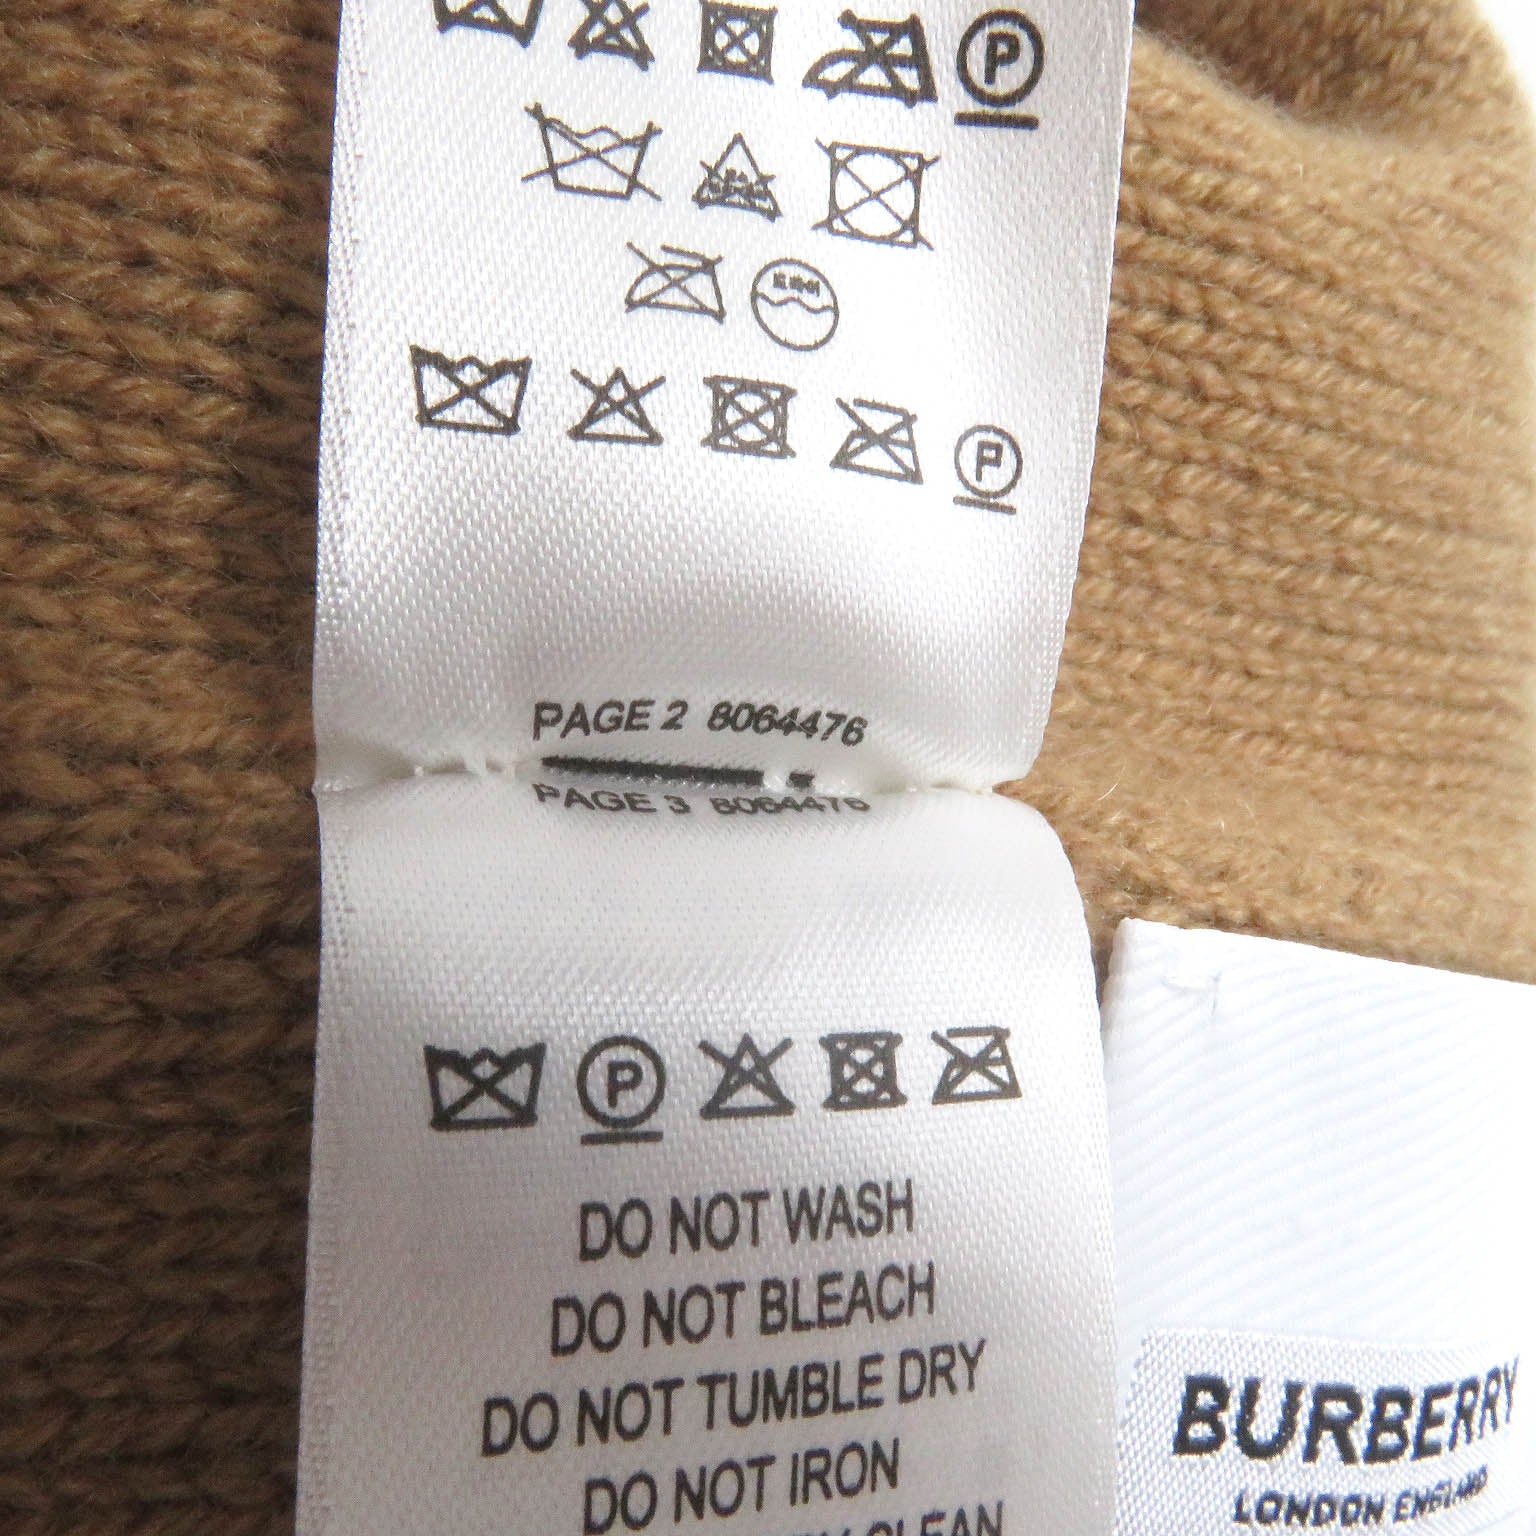 P
P
PAGE 2 8064476
PAGE 3 8064476
P
DO NOT WASH
DO NOT BLEACH
DO NOT TUMBLE DRY
DO NOT IRON
CLEAN
BURBERRY
LONDON ENGLAND